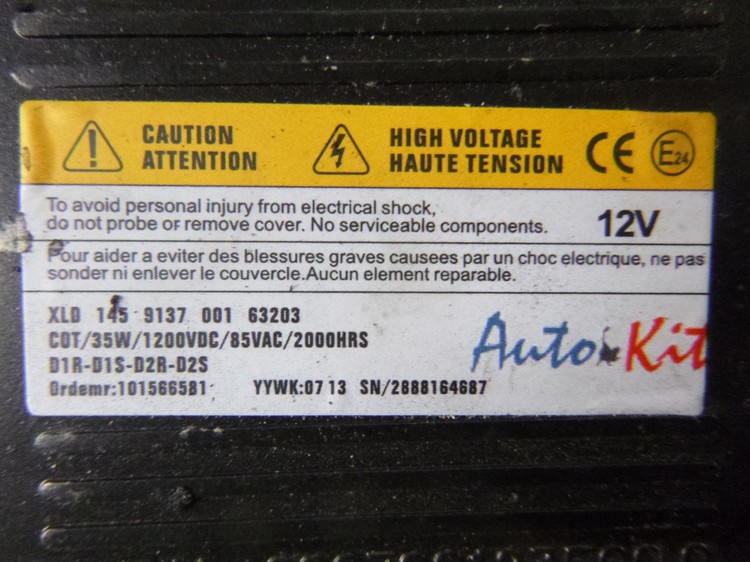 CAUTION
ATTENTION
HIGH VOLTAGE
HAUTE TENSION
CE
E24
To avoid personal injury from electrical shock,
do not probe or remove cover. No serviceable components.
12V
Pour aider a eviter des blessures graves causees par un choc electrique, ne pas
sonder ni enlever le couvercle.Aucun element reparable.
XLD 145 9137 001 63203
COT/35W/1200VDC/85VAC/2000HRS
D1R-D1S-D2R-D2S
Ordemr:101566581 YYWK:07 13 SN/2888164687
Auto Kit